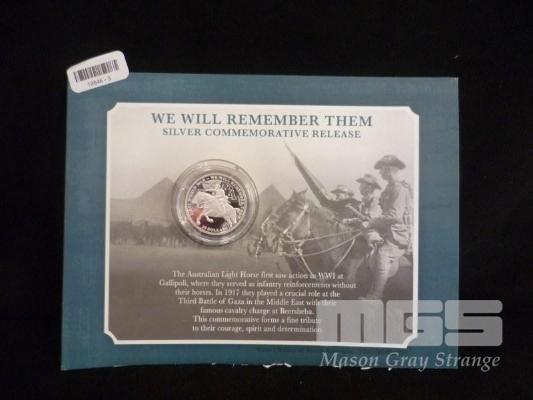 19848 - 3
WE WILL REMEMBER THEM
SILVER COMMEMORATIVE RELEASE
The Australian Light Horse first saw action in WWI at
Gallipoli, where they served as infantry reinforcements without
their horses. In 1917 they played a crucial role at the
Third Battle of Gaza in the Middle East with their
famous cavalry charge at Beersheba.
This commemorative forms a fine tribute
to their courage, spirit and determination.
MGS
Mason Gray Strange